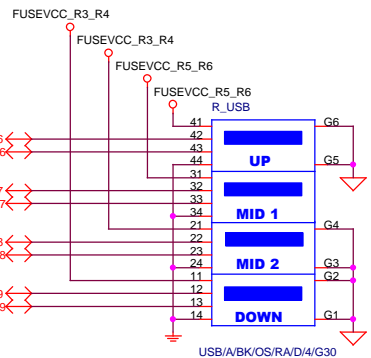 FUSEVCC_R3_R4
FUSEVCC_R3_R4
FUSEVCC_R5_R6
FUSEVCC_R5_R6
R_USB
41
42
43
44
UP
G6
G5
31
32
33
34
MID 1
21
22
23
24
MID 2
G4
G3
11
12
13
14
DOWN
G2
G1
USB/A/BK/OS/RA/D/4/G30